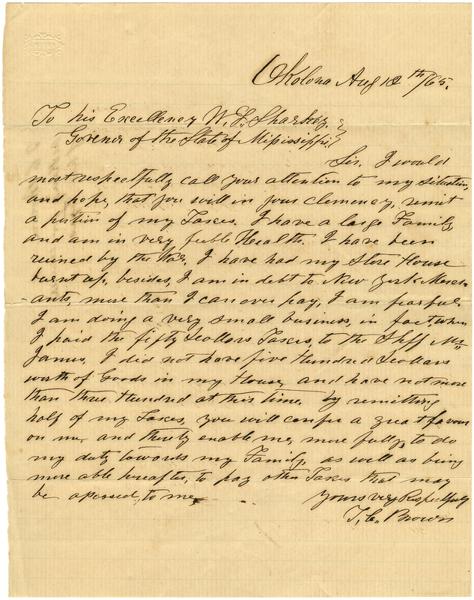 Okolona Aug 12th/65.
To his Excellency W. L. Sharkey
Govenor of the State of Mississippi
Sir, I would
most respectfully call your attention to my situation
and hope, that you will in your clemency, remit
a portion of my Taxes. I have a large Family
and am in very feeble Health. I have been
ruined by the War. I have had my Store House
burnt up, besides, I am in debt to New York Merch-
ants, more than I can ever pay, I am fearful.
I am doing a very small business, in fact, when
I paid the fifty Dollars Taxes, to the Shff Mr
James, I did not have five Hundred Dollars
worth of Goods in my House, and have not more
than three Hundred at this time, by remitting
half of my Taxes, you will confer a great favour
on me, and thereby enable me, more fully, to do
my duty towards my Family, as well as being
more able hereafter, to pay other Taxes that may
be to me,
Yours very Respectfully
T. C. Brown